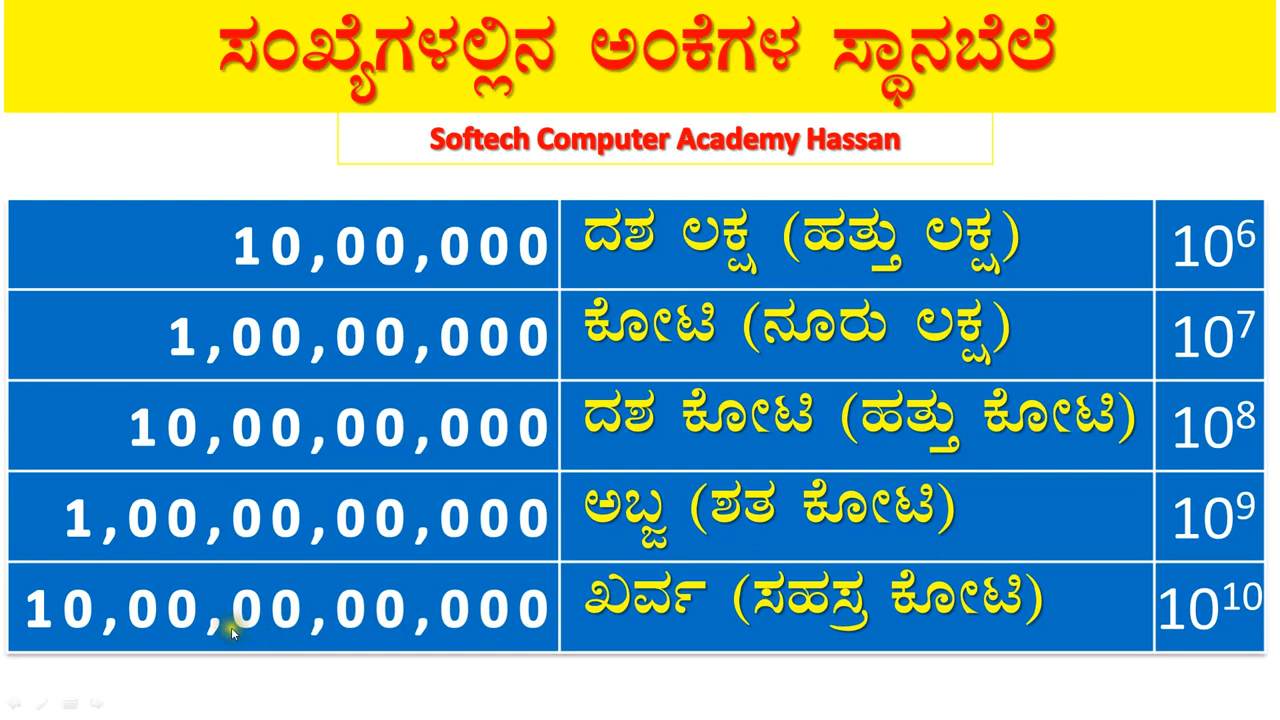 ಸಂಖ್ಯೆಗಳಲ್ಲಿನ ಅಂಕೆಗಳ ಸ್ಥಾನಬೆಲೆ
Softech Computer Academy Hassan
10,00,000 ದಶ ಲಕ್ಷ (ಹತ್ತು ಲಕ್ಷ) 10⁶
1,00,00,000 ಕೋಟಿ (ನೂರು ಲಕ್ಷ) 10⁷
10,00,00,000 ದಶ ಕೋಟಿ (ಹತ್ತು ಕೋಟಿ) 10⁸
1,00,00,00,000 ಅಬ್ಜ (ಶತ ಕೋಟಿ) 10⁹
10,00,00,00,000 ಖರ್ವ (ಸಹಸ್ರ ಕೋಟಿ) 10¹⁰